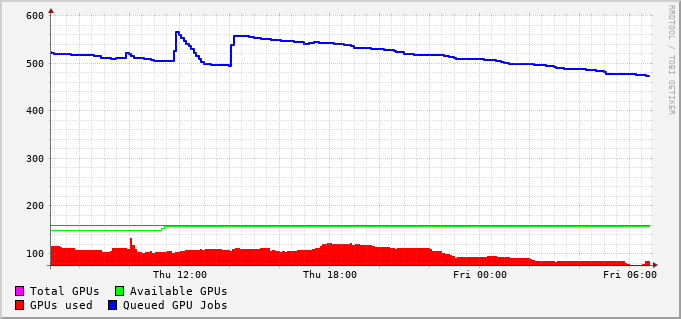 600
500
400
300
200
100
Thu 12:00 Thu 18:00 Fri 00:00 Fri 06:00
Total GPUs Available GPUs
GPUs used Queued GPU Jobs
RRDTOOL / TOBI OETIKER